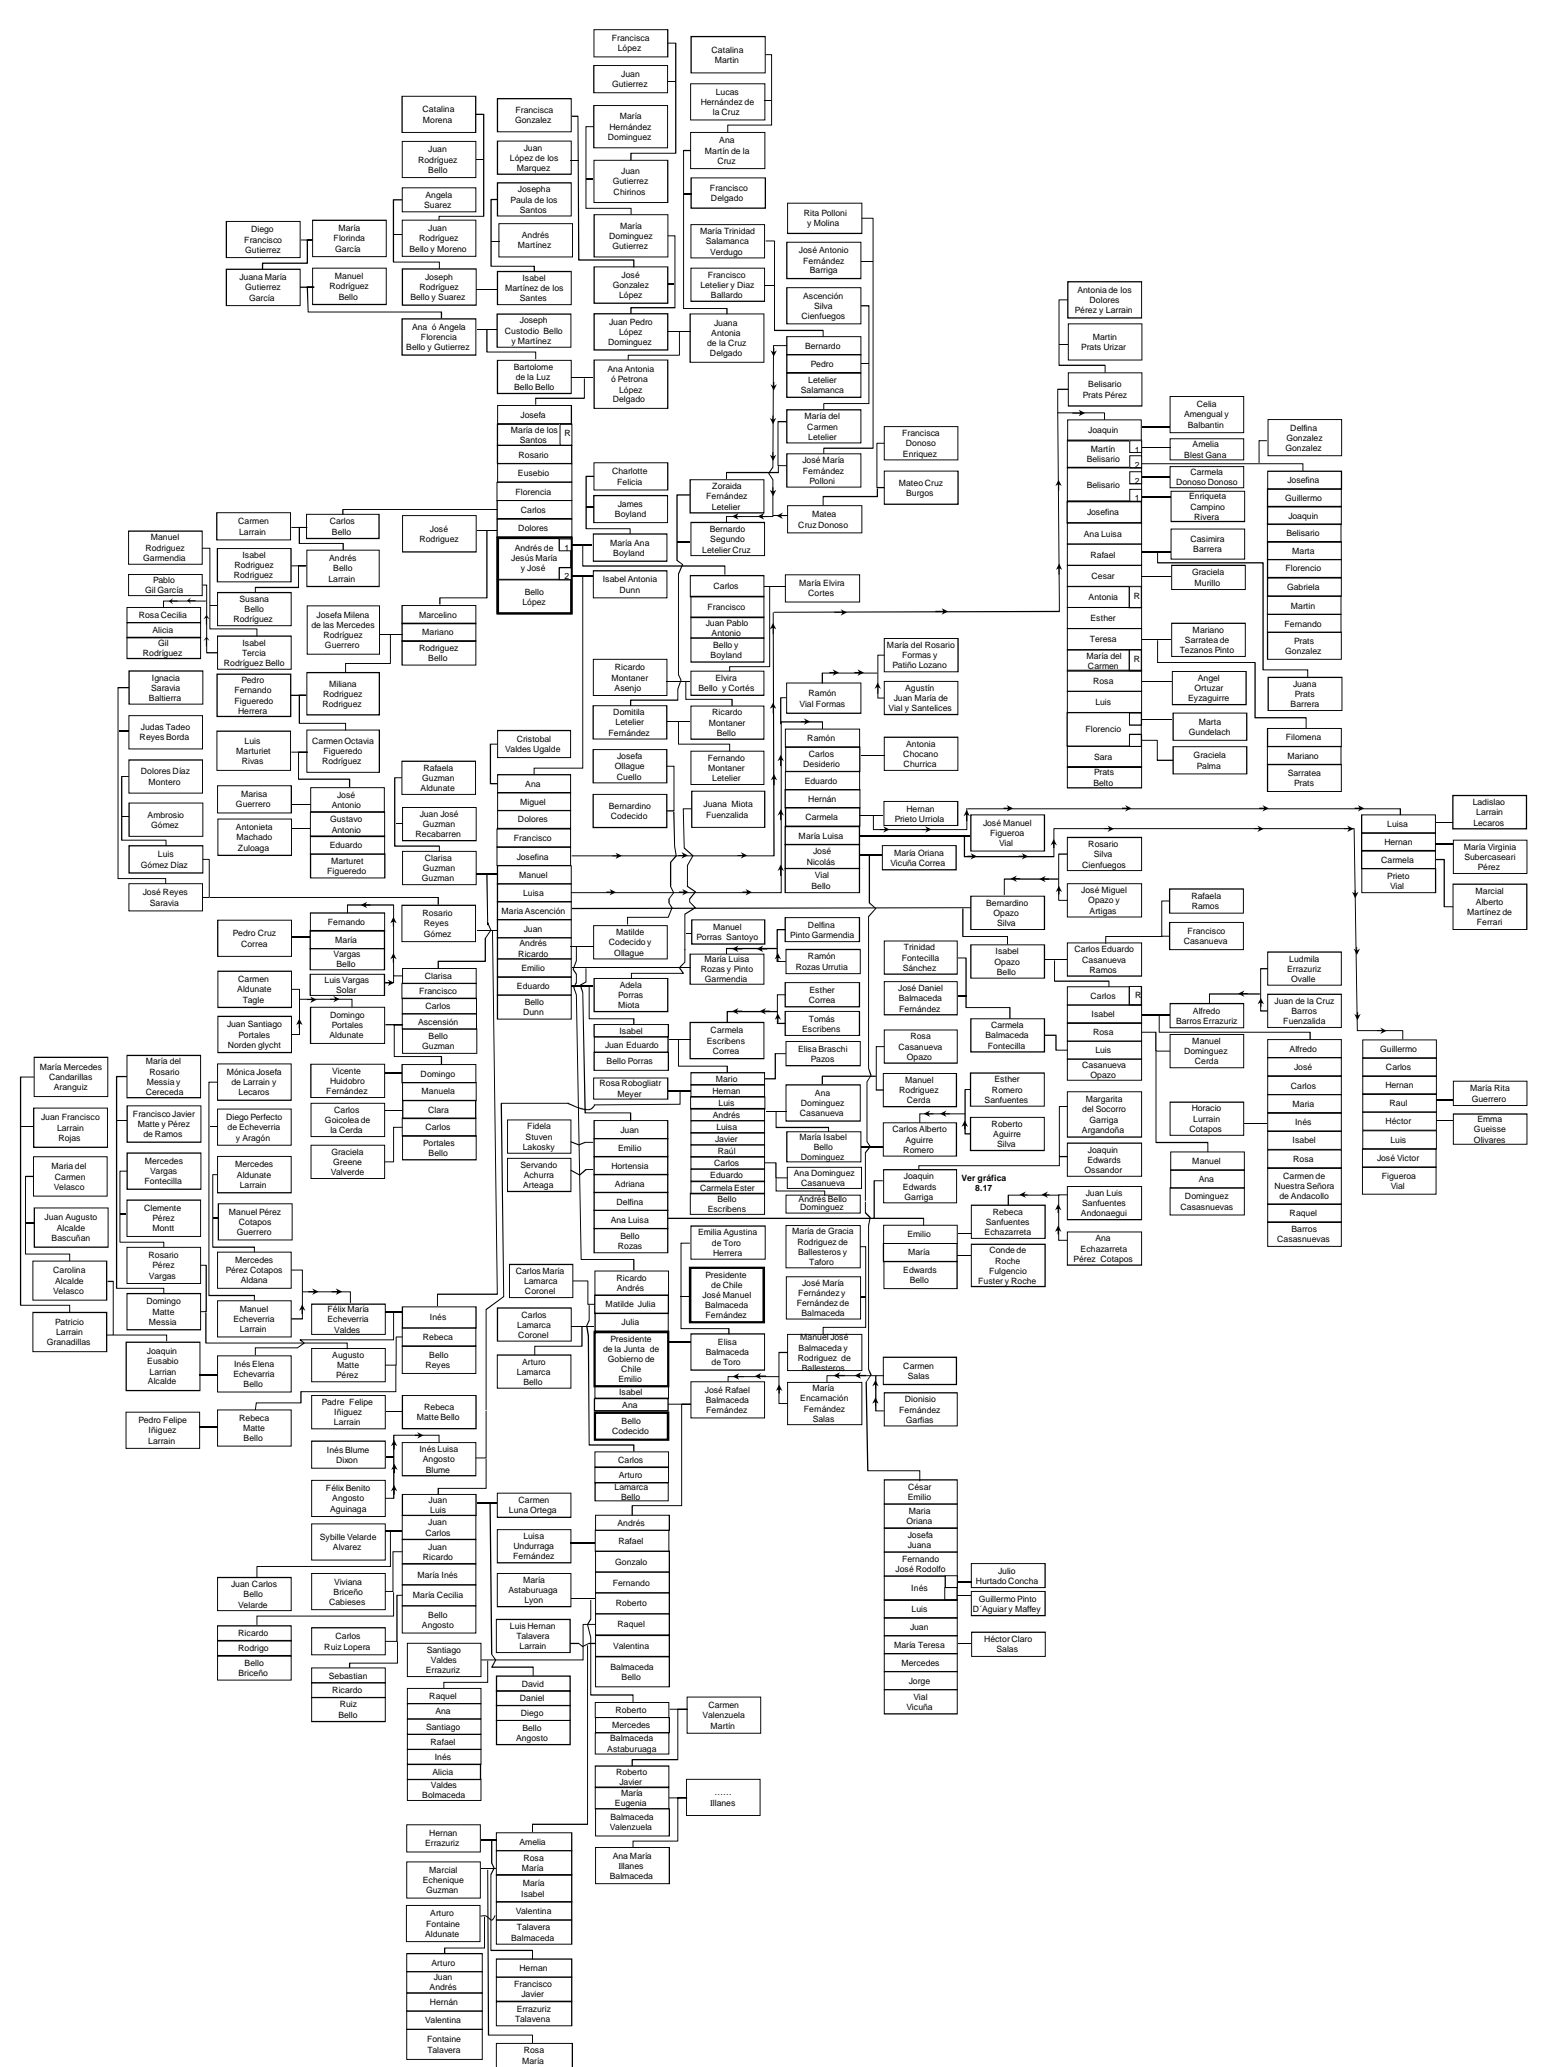 Francisca
López
Juan
Gutierrez
Catalina
Martin
Lucas
Hernández de
la Cruz
Catalina
Morena
Juan
Rodríguez
Bello
Angela
Suarez
Juan
Rodríguez
Bello y Moreno
Joseph
Rodríguez
Bello y Suarez
Ana ó Angela
Florencia
Bello y Gutierrez
Francisca
Gonzalez
Juan
López de los
Marquez
Josepha
Paula de los
Santos
Andrés
Martínez
Isabel
Martínez de los
Santes
Joseph
Custodio Bello
y Martínez
Bartolome
de la Luz
Bello Bello
María
Hernández
Dominguez
Juan
Gutierrez
Chirinos
María
Dominguez
Gutierrez
José
Gonzalez
López
Juan Pedro
López
Dominguez
Ana Antonia
ó Petrona
López
Delgado
Ana
Martín de la
Cruz
Francisco
Delgado
María Trinidad
Salamanca
Verdugo
Francisco
Letelier y Diaz
Ballardo
Juana
Antonia
de la Cruz
Delgado
Rita Polloni
y Molina
José Antonio
Fernández
Barriga
Ascención
Silva
Cienfuegos
Bernardo
Pedro
Letelier
Salamanca
María del
Carmen
Letelier
José María
Fernández
Polloni
Matea
Cruz Donoso
Francisca
Donoso
Enriquez
Mateo Cruz
Burgos
Diego
Francisco
Gutierrez
María
Florinda
García
Juana María
Gutierrez
García
Manuel
Rodríguez
Bello
Antonia de los
Dolores
Pérez y Larrain
Martin
Prats Urizar
Belisario
Prats Pérez
Joaquin
Martín
Belisario
1
2
Belisario
2
1
Josefina
Ana Luisa
Rafael
Cesar
Antonia
R
Esther
Teresa
María del
Carmen
R
Rosa
Luis
Florencio
Sara
Prats
Belto
Celia
Amengual y
Balbantin
Amelia
Blest Gana
Carmela
Donoso Donoso
Enriqueta
Campino
Rivera
Casimira
Barrera
Graciela
Murillo
Mariano
Sarratea de
Tezanos Pinto
Angel
Ortuzar
Eyzaguirre
Marta
Gundelach
Graciela
Palma
Delfina
Gonzalez
Gonzalez
Josefina
Guillermo
Joaquin
Belisario
Marta
Florencio
Gabriela
Martin
Fernando
Prats
Gonzalez
Juana
Prats
Barrera
Filomena
Mariano
Sarratea
Prats
Josefa
María de los
Santos
R
Rosario
Eusebio
Florencia
Carlos
Dolores
Andrés de
Jesús María
y José
1
2
Bello
López
Charlotte
Felicia
James
Boyland
María Ana
Boyland
Isabel Antonia
Dunn
Zoraida
Fernández
Letelier
Bernardo
Segundo
Letelier Cruz
Carlos
Francisco
Juan Pablo
Antonio
Bello y
Boyland
María Elvira
Cortes
Elvira
Bello y Cortés
Ricardo
Montaner
Asenjo
Domitila
Letelier
Fernández
Ricardo
Montaner
Bello
Fernando
Montaner
Letelier
José
Rodriguez
Carmen
Larrain
Carlos
Bello
Manuel
Rodriguez
Garmendia
Isabel
Rodriguez
Rodriguez
Andrés
Bello
Larrain
Pablo
Gil García
Susana
Bello
Rodríguez
Rosa Cecilia
Alicia
Gil
Rodríguez
Isabel
Tercia
Rodríguez Bello
Josefa Milena
de las Mercedes
Rodríguez
Guerrero
Marcelino
Mariano
Rodriguez
Bello
Pedro
Fernando
Figueredo
Herrera
Miliana
Rodriguez
Luis
Marturiet
Rivas
Carmen Octavia
Figueredo
Rodríguez
Marisa
Guerrero
Antonieta
Machado
Zuloaga
José
Antonio
Gustavo
Antonio
Eduardo
Marturet
Figueredo
Ignacia
Saravia
Baltierra
Judas Tadeo
Reyes Borda
Dolores Díaz
Montero
Ambrosio
Gómez
Luis
Gómez Díaz
José Reyes
Saravia
Rafaela
Guzman
Aldunate
Juan José
Guzman
Recabarren
Clarisa
Guzman
Guzman
Rosario
Reyes
Gómez
Cristobal
Valdes Ugalde
Ana
Miguel
Dolores
Francisco
Josefina
Manuel
Luisa
Maria Ascención
Juan
Andrés
Ricardo
Emilio
Eduardo
Bello
Dunn
Josefa
Ollague
Cuello
Bernardino
Codecido
Juana Miota
Fuenzalida
Matilde
Codecido y
Ollague
Manuel
Porras Santoyo
María Luisa
Rozas y Pinto
Garmendia
Delfina
Pinto Garmendia
Ramón
Rozas Urrutia
Adela
Porras
Miota
Ramón
Vial Formas
María del Rosario
Formas y
Patiño Lozano
Agustín
Juan María de
Vial y Santelices
Ramón
Carlos
Desiderio
Eduardo
Hernán
Carmela
María Luisa
José
Nicolás
Vial
Bello
Antonia
Chocano
Churrica
Hernan
Prieto Urriola
José Manuel
Figueroa
Vial
María Oriana
Vicuña Correa
Luisa
Hernan
Carmela
Prieto
Vial
Ladislao
Larrain
Lecaros
María Virginia
Subercaseari
Pérez
Marcial
Alberto
Martínez de
Ferrari
Rosario
Silva
Cienfuegos
José Miguel
Opazo y
Artigas
Bernardino
Opazo
Silva
Isabel
Opazo
Bello
Carlos Eduardo
Casanueva
Ramos
Rafaela
Ramos
Francisco
Casanueva
Carlos
R
Isabel
Rosa
Luis
Casanueva
Opazo
Trinidad
Fontecilla
Sánchez
José Daniel
Balmaceda
Fernández
Carmela
Balmaceda
Fontecilla
Alfredo
Barros Errazuriz
Ludmila
Errazuriz
Ovalle
Juan de la Cruz
Barros
Fuenzalida
Manuel
Dominguez
Cerda
Alfredo
José
Carlos
Maria
Inés
Isabel
Rosa
Carmen de
Nuestra Señora
de Andacollo
Raquel
Barros
Casasnuevas
Horacio
Lurrain
Cotapos
Manuel
Ana
Dominguez
Casasnuevas
Guillermo
Carlos
Hernan
Raul
Héctor
Luis
José Victor
Figueroa
Vial
María Rita
Guerrero
Emma
Gueisse
Olivares
Pedro Cruz
Correa
Fernando
María
Vargas
Bello
Luis Vargas
Solar
Clarisa
Francisco
Carlos
Ascensión
Bello
Guzman
Carmen
Aldunate
Tagle
Juan Santiago
Portales
Norden glycht
Domingo
Portales
Aldunate
Domingo
Manuela
Clara
Carlos
Portales
Bello
Vicente
Huidobro
Fernández
Carlos
Goicolea de
la Cerda
Graciela
Greene
Valverde
María Mercedes
Candarillas
Aranguiz
Juan Francisco
Larrain
Rojas
Maria del
Carmen
Velasco
Juan Augusto
Alcalde
Bascuñan
Carolina
Alcalde
Velasco
Patricio
Larrain
Granadillas
María del
Rosario
Messia y
Cereceda
Francisco Javier
Matte y Pérez
de Ramos
Mercedes
Vargas
Fontecilla
Clemente
Pérez
Montt
Rosario
Pérez
Vargas
Domingo
Matte
Messia
Joaquin
Eusabio
Larrian
Alcalde
Mónica Josefa
de Larrain y
Lecaros
Diego Perfecto
de Echeverria
y Aragón
Mercedes
Aldunate
Larrain
Manuel Pérez
Cotapos
Guerrero
Mercedes
Pérez Cotapos
Aldana
Manuel
Echeverria
Larrain
Inés Elena
Echevarria
Bello
Félix María
Echeverria
Valdes
Augusto
Matte
Pérez
Inés
Rebeca
Bello
Reyes
Pedro Felipe
Iñiguez
Larrain
Rebeca
Matte
Bello
Padre Felipe
Iñiguez
Larrain
Rebeca
Matte Bello
Inés Blume
Dixon
Félix Benito
Angosto
Aguinaga
Inés Luisa
Angosto
Blume
Isabel
Juan Eduardo
Bello Porras
Carmela
Escribens
Correa
Esther
Correa
Tomás
Escribens
Elisa Braschi
Pazos
Rosa Robogliatr
Meyer
Mario
Hernan
Luis
Andrés
Luisa
Javier
Raúl
Carlos
Eduardo
Carmela Ester
Bello
Escribens
Ana
Dominguez
Casanueva
María Isabel
Bello
Dominguez
Ana Dominguez
Casanueva
Andrés Bello
Dominguez
Rosa
Casanueva
Opazo
Manuel
Rodriguez
Cerda
Carlos Alberto
Aguirre
Romero
Esther
Romero
Sanfuentes
Roberto
Aguirre
Silva
Margarita
del Socorro
Garriga
Argandoña
Joaquin
Edwards
Ossandor
Joaquin
Edwards
Garriga
Ver gráfica
8.17
Rebeca
Sanfuentes
Echazarreta
Juan Luis
Sanfuentes
Andonaegui
Ana
Echazarreta
Pérez Cotapos
Emilio
María
Edwards
Bello
Conde de
Roche
Fulgencio
Fuster y Roche
Fidela
Stuven
Lakosky
Servando
Achurra
Arteaga
Juan
Emilio
Hortensia
Adriana
Delfina
Ana Luisa
Bello
Rozas
Carlos María
Lamarca
Coronel
Carlos
Lamarca
Coronel
Arturo
Lamarca
Bello
Ricardo
Andrés
Matilde Julia
Julia
Presidente
de la Junta de
Gobierno de
Chile
Emilio
Isabel
Ana
Bello
Codecido
Emilia Agustina
de Toro
Herrera
Presidente
de Chile
José Manuel
Balmaceda
Fernández
Elisa
Balmaceda
de Toro
José Rafael
Balmaceda
Fernández
María de Gracia
Rodriguez de
Ballesteros y
Taforo
José María
Fernández y
Fernández de
Balmaceda
Manuel José
Balmaceda y
Rodriguez de
Ballesteros
María
Encarnación
Fernández
Salas
Carmen
Salas
Dionisio
Fernández
Garfias
Carlos
Arturo
Lamarca
Bello
Juan
Luis
Juan
Carlos
Juan
Ricardo
María Inés
María Cecilia
Bello
Angosto
Carmen
Luna Ortega
Sybille Velarde
Alvarez
Juan Carlos
Bello
Velarde
Viviana
Briceño
Cabieses
Ricardo
Rodrigo
Bello
Briceño
Carlos
Ruiz Lopera
Sebastian
Ricardo
Ruiz
Bello
Luisa
Undurraga
Fernández
María
Astaburuaga
Lyon
Luis Hernan
Talavera
Larrain
Santiago
Valdes
Errazuriz
Andrés
Rafael
Gonzalo
Fernando
Roberto
Raquel
Valentina
Balmaceda
Bello
Raquel
Ana
Santiago
Rafael
Inés
Alicia
Valdes
Bolmaceda
David
Daniel
Diego
Bello
Angosto
Roberto
Mercedes
Balmaceda
Astaburuaga
Carmen
Valenzuela
Martín
Roberto
Javier
María
Eugenia
Balmaceda
Valenzuela
......
Illanes
Ana María
Illanes
Balmaceda
César
Emilio
Maria
Oriana
Josefa
Juana
Fernando
José Rodolfo
Inés
Luis
Juan
María Teresa
Mercedes
Jorge
Vial
Vicuña
Julio
Hurtado Concha
Guillermo Pinto
D´Aguiar y Maffey
Héctor Claro
Salas
Hernan
Errazuriz
Marcial
Echenique
Guzman
Arturo
Fontaine
Aldunate
Amelia
Rosa
María
María
Isabel
Valentina
Talavera
Balmaceda
Arturo
Juan
Andrés
Hernán
Valentina
Fontaine
Talavera
Hernan
Francisco
Javier
Errazuriz
Talavena
Rosa
María